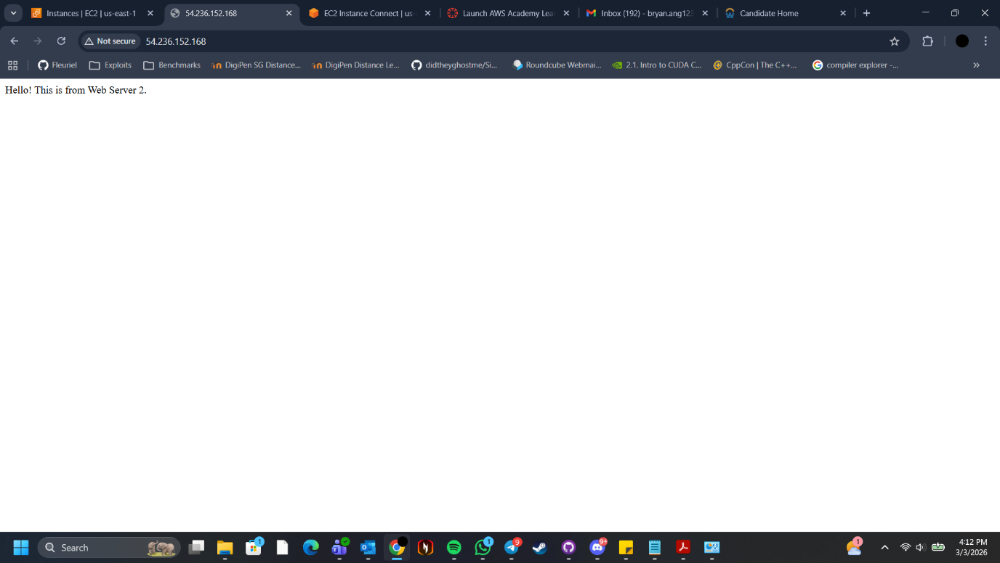 Instances | EC2 | us-east-1
54.236.152.168
EC2 Instance Connect | us-
Launch AWS Academy Lea
Inbox (192) - bryan.ang123
Candidate Home
Not secure
54.236.152.168
Fleuriel
Exploits
Benchmarks
DigiPen SG Distance...
DigiPen Distance Le...
didtheyghostme/Si...
Roundcube Webmai...
2.1. Intro to CUDA C...
CppCon | The C++...
compiler explorer -...
Hello! This is from Web Server 2.
Search
1
1
9
9+
1
4:12 PM
3/3/2026